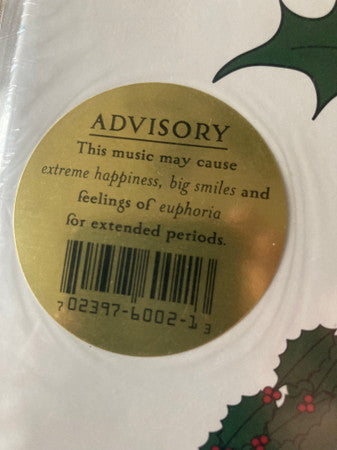 ADVISORY
This music may cause
extreme happiness, big smiles and
feelings of euphoria
for extended periods.
7 02397-6002-1 3